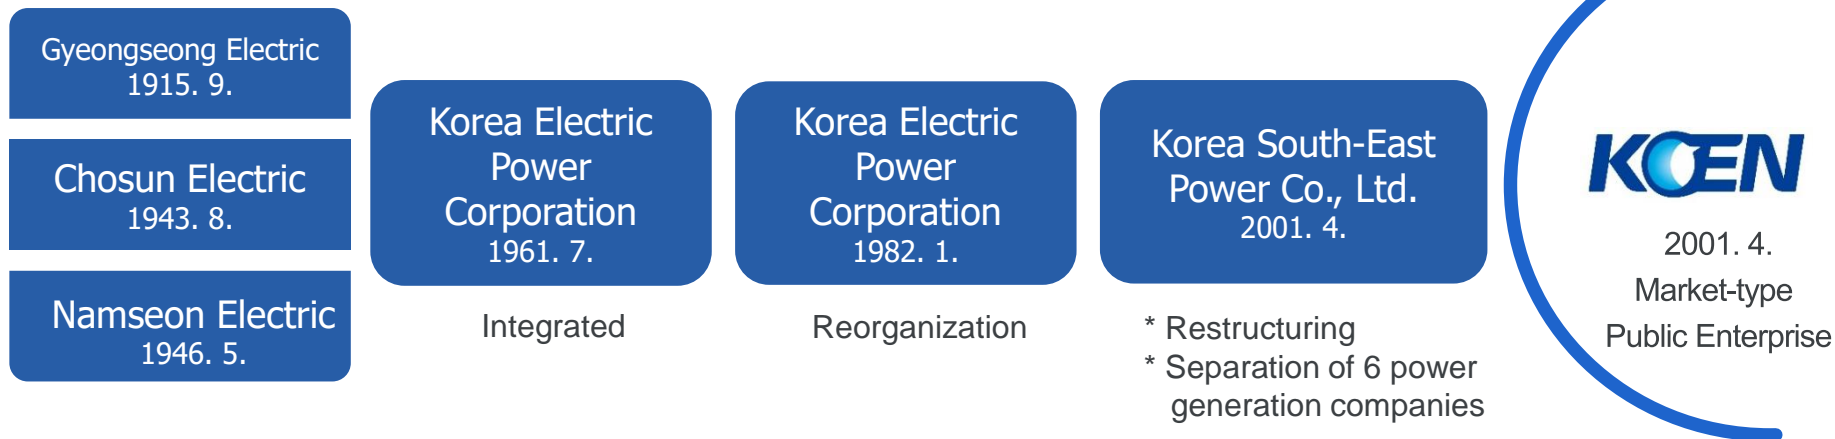 Gyeongseong Electric
1915. 9.
Chosun Electric
1943. 8.
Namseon Electric
1946. 5.
Korea Electric
Power
Corporation
1961. 7.
Integrated
Korea Electric
Power
Corporation
1982. 1.
Reorganization
Korea South-East
Power Co., Ltd.
2001. 4.
* Restructuring
* Separation of 6 power
generation companies
KOEN
2001. 4.
Market-type
Public Enterprise